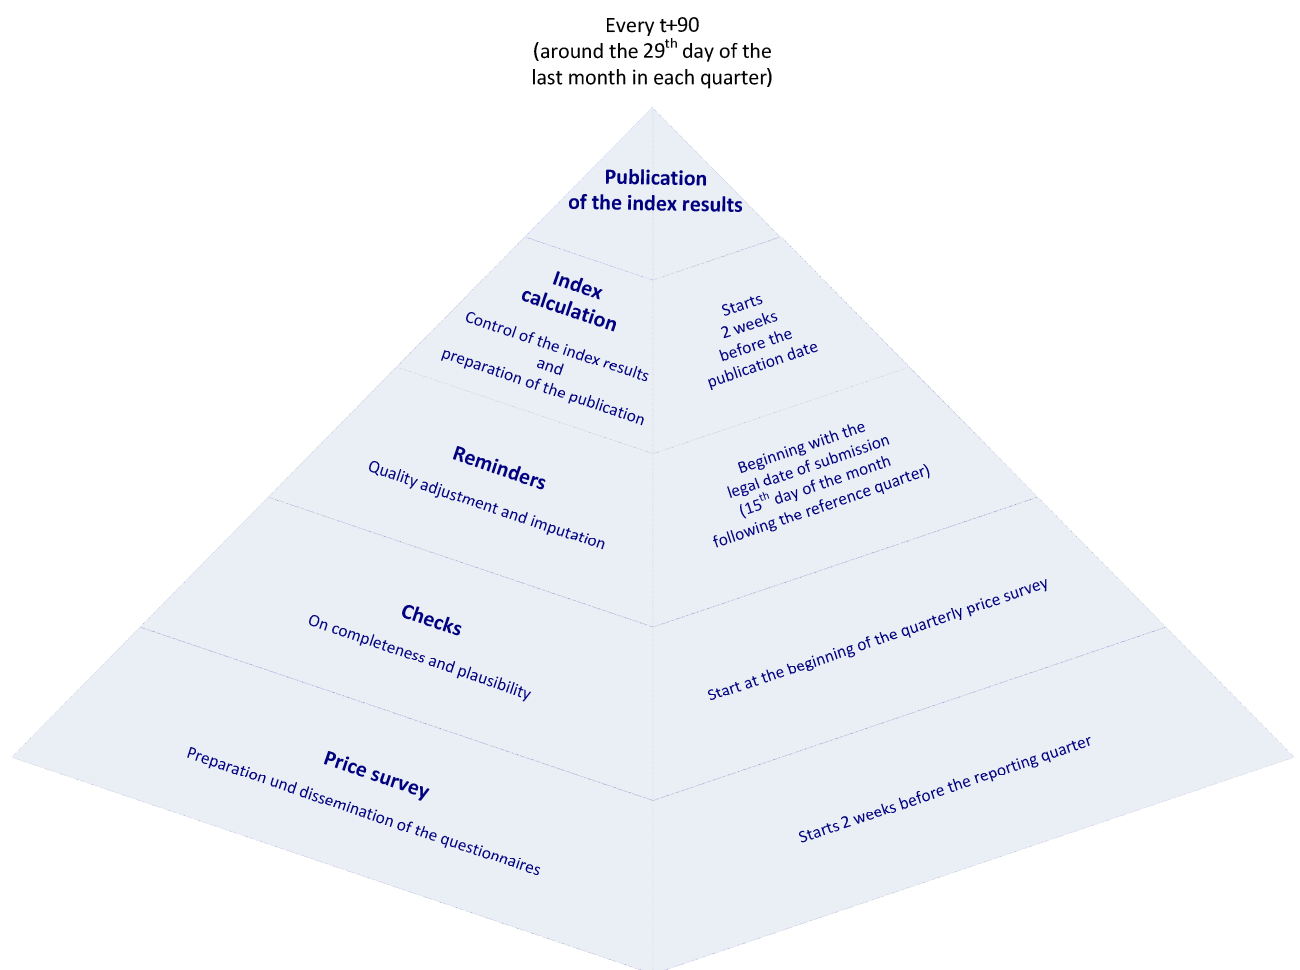 Every t+90
(around the 29th day of the
last month in each quarter)
Publication
of the index results
Index
calculation
Control of the index results
and
preparation of the publication
Starts
2 weeks
before the
publication date
Reminders
Quality adjustment and imputation
Beginning with the
legal date of submission
(15th day of the month
following the reference quarter)
Checks
On completeness and plausibility
Start at the beginning of the quarterly price survey
Price survey
Preparation und dissemination of the questionnaires
Starts 2 weeks before the reporting quarter